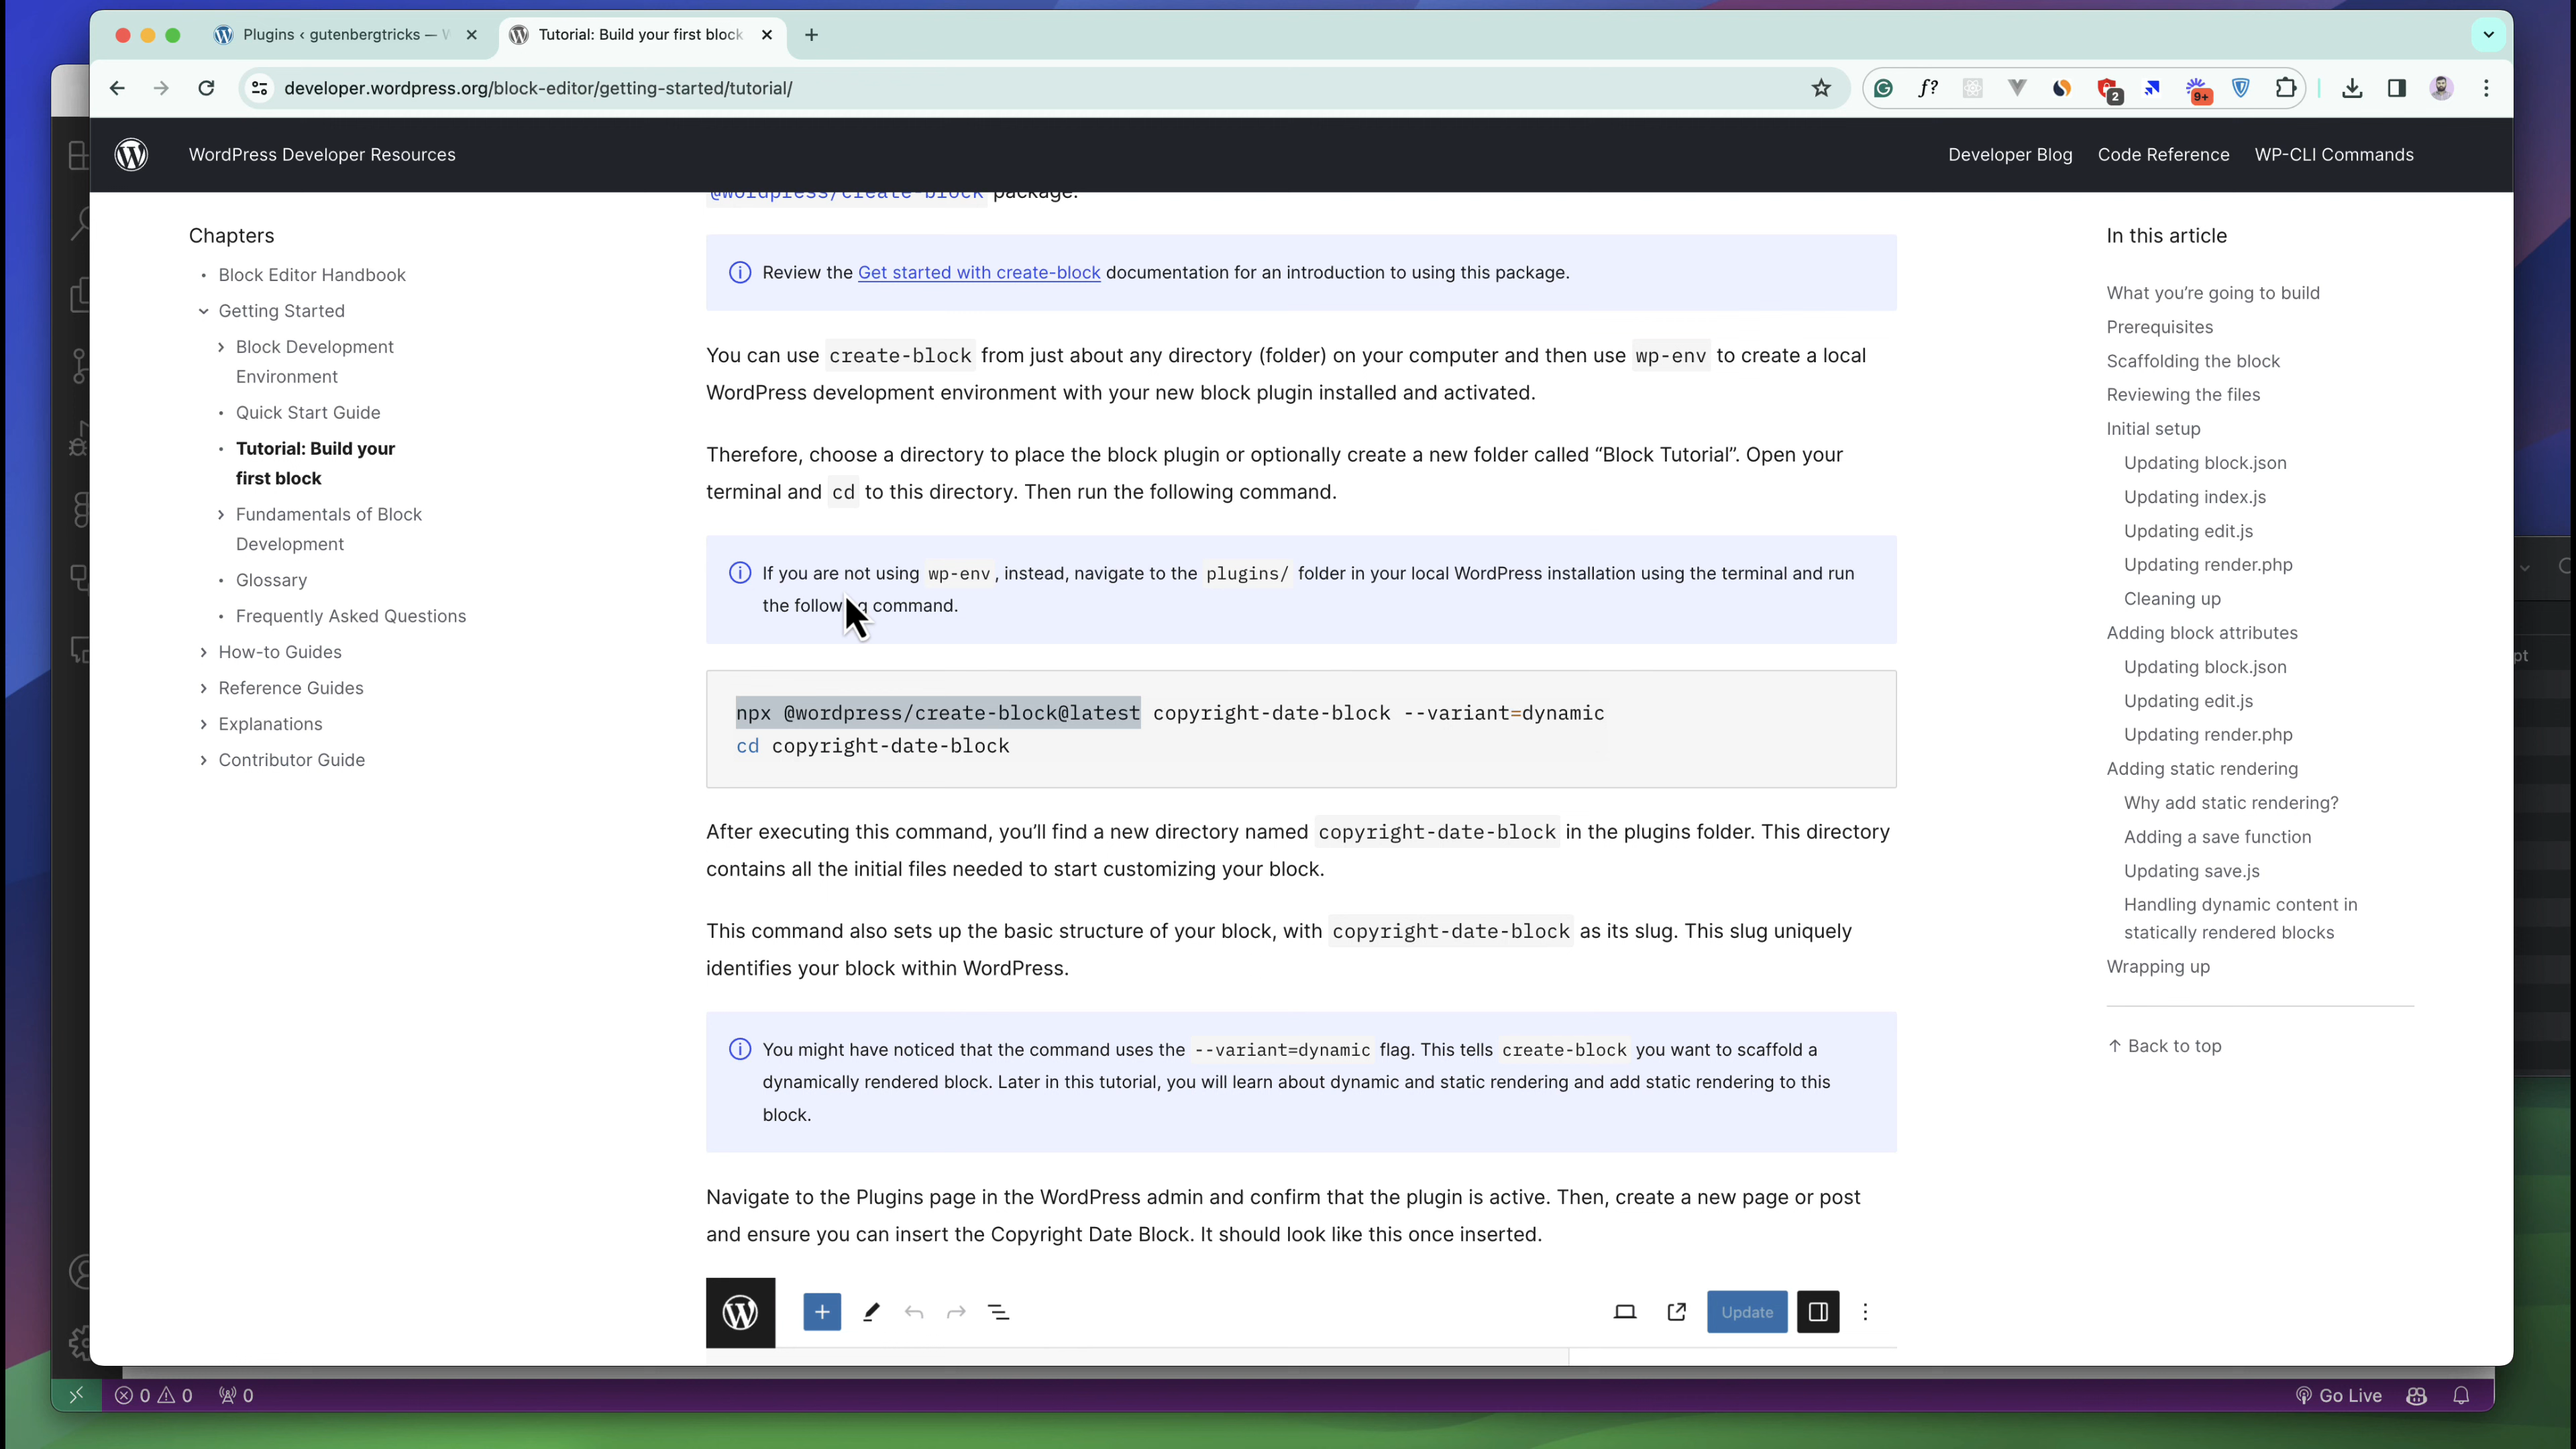 Plugins ‹ gutenbergtricks —
Tutorial: Build your first block
developer.wordpress.org/block-editor/getting-started/tutorial/
f?
2
9+
WordPress Developer Resources
Developer Blog
Code Reference
WP-CLI Commands
Chapters
Block Editor Handbook
Getting Started
Block Development
Environment
Quick Start Guide
Tutorial: Build your
first block
Fundamentals of Block
Development
Glossary
Frequently Asked Questions
How-to Guides
Reference Guides
Explanations
Contributor Guide
@wordpress/create-block package.
Review the Get started with create-block documentation for an introduction to using this package.
You can use create-block from just about any directory (folder) on your computer and then use wp-env to create a local
WordPress development environment with your new block plugin installed and activated.
Therefore, choose a directory to place the block plugin or optionally create a new folder called “Block Tutorial”. Open your
terminal and cd to this directory. Then run the following command.
If you are not using wp-env, instead, navigate to the plugins/ folder in your local WordPress installation using the terminal and run
the following command.
npx @wordpress/create-block@latest copyright-date-block --variant=dynamic
cd copyright-date-block
After executing this command, you’ll find a new directory named copyright-date-block in the plugins folder. This directory
contains all the initial files needed to start customizing your block.
This command also sets up the basic structure of your block, with copyright-date-block as its slug. This slug uniquely
identifies your block within WordPress.
You might have noticed that the command uses the --variant=dynamic flag. This tells create-block you want to scaffold a
dynamically rendered block. Later in this tutorial, you will learn about dynamic and static rendering and add static rendering to this
block.
Navigate to the Plugins page in the WordPress admin and confirm that the plugin is active. Then, create a new page or post
and ensure you can insert the Copyright Date Block. It should look like this once inserted.
Update
In this article
What you’re going to build
Prerequisites
Scaffolding the block
Reviewing the files
Initial setup
Updating block.json
Updating index.js
Updating edit.js
Updating render.php
Cleaning up
Adding block attributes
Updating block.json
Updating edit.js
Updating render.php
Adding static rendering
Why add static rendering?
Adding a save function
Updating save.js
Handling dynamic content in
statically rendered blocks
Wrapping up
↑ Back to top
pt
0 0 0
Go Live